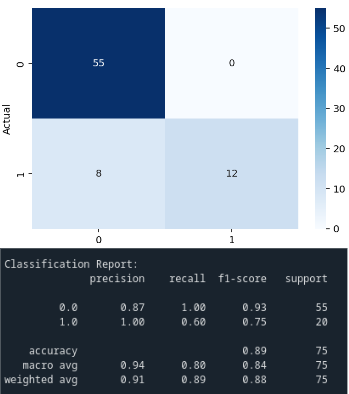 50
0
55
0
40
Actual
30
20
1
8
12
10
0
0
1
Classification Report:
precision recall f1-score support
0.0 0.87 1.00 0.93 55
1.0 1.00 0.60 0.75 20
accuracy 0.89 75
macro avg 0.94 0.80 0.84 75
weighted avg 0.91 0.89 0.88 75